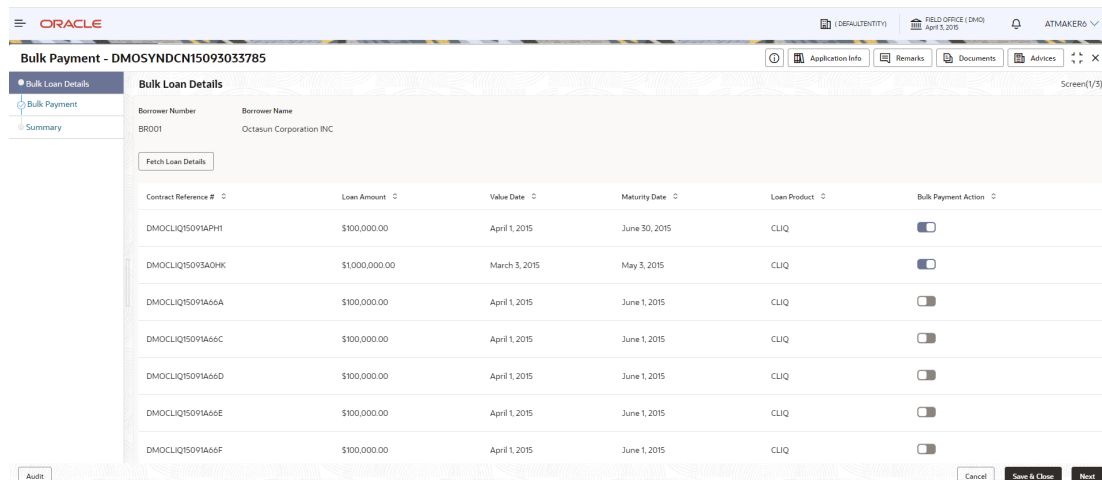 ORACLE
( DEFAULTENTITY)
FIELD OFFICE ( DMO)
April 3, 2015
ATMAKER6
Bulk Payment - DMOSYNDCN15093033785
Application Info
Remarks
Documents
Advices
Bulk Loan Details
Bulk Payment
Summary
Bulk Loan Details
Screen(1/3)
Borrower Number Borrower Name
BR001 Octasun Corporation INC
Fetch Loan Details
Contract Reference # Loan Amount Value Date Maturity Date Loan Product Bulk Payment Action
DMOCLIQ15091APH1 $100,000.00 April 1, 2015 June 30, 2015 CLIQ
DMOCLIQ15093A0HK $1,000,000.00 March 3, 2015 May 3, 2015 CLIQ
DMOCLIQ15091A66A $100,000.00 April 1, 2015 June 1, 2015 CLIQ
DMOCLIQ15091A66C $100,000.00 April 1, 2015 June 1, 2015 CLIQ
DMOCLIQ15091A66D $100,000.00 April 1, 2015 June 1, 2015 CLIQ
DMOCLIQ15091A66E $100,000.00 April 1, 2015 June 1, 2015 CLIQ
DMOCLIQ15091A66F $100,000.00 April 1, 2015 June 1, 2015 CLIQ
Audit
Cancel
Save & Close
Next